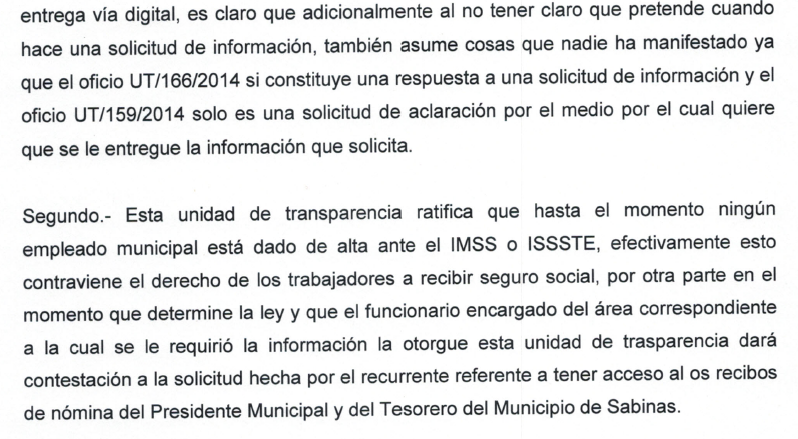 entrega vía digital, es claro que adicionalmente al no tener claro que pretende cuando
hace una solicitud de información, también asume cosas que nadie ha manifestado ya
que el oficio UT/166/2014 si constituye una respuesta a una solicitud de información y el
oficio UT/159/2014 solo es una solicitud de aclaración por el medio por el cual quiere
que se le entregue la información que solicita.
Segundo.- Esta unidad de transparencia ratifica que hasta el momento ningún
empleado municipal está dado de alta ante el IMSS o ISSSTE, efectivamente esto
contraviene el derecho de los trabajadores a recibir seguro social, por otra parte en el
momento que determine la ley y que el funcionario encargado del área correspondiente
a la cual se le requirió la información la otorgue esta unidad de trasparencia dará
contestación a la solicitud hecha por el recurrente referente a tener acceso al os recibos
de nómina del Presidente Municipal y del Tesorero del Municipio de Sabinas.